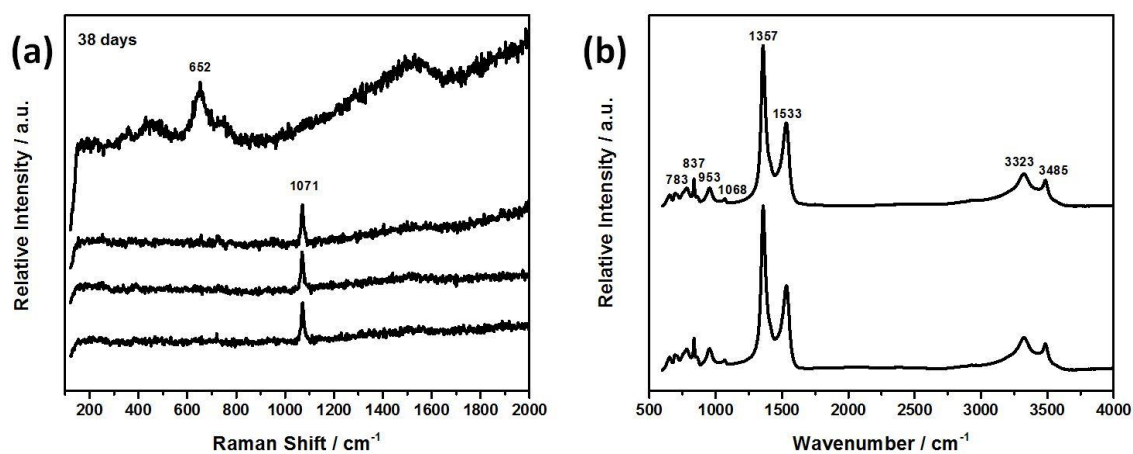 (a)
38 days
652
1071
Relative Intensity / a.u.
200 400 600 800 1000 1200 1400 1600 1800 2000
Raman Shift / cm⁻¹
(b)
1357
1533
837
783 953
1068
3323
3485
Relative Intensity / a.u.
500 1000 1500 2000 2500 3000 3500 4000
Wavenumber / cm⁻¹